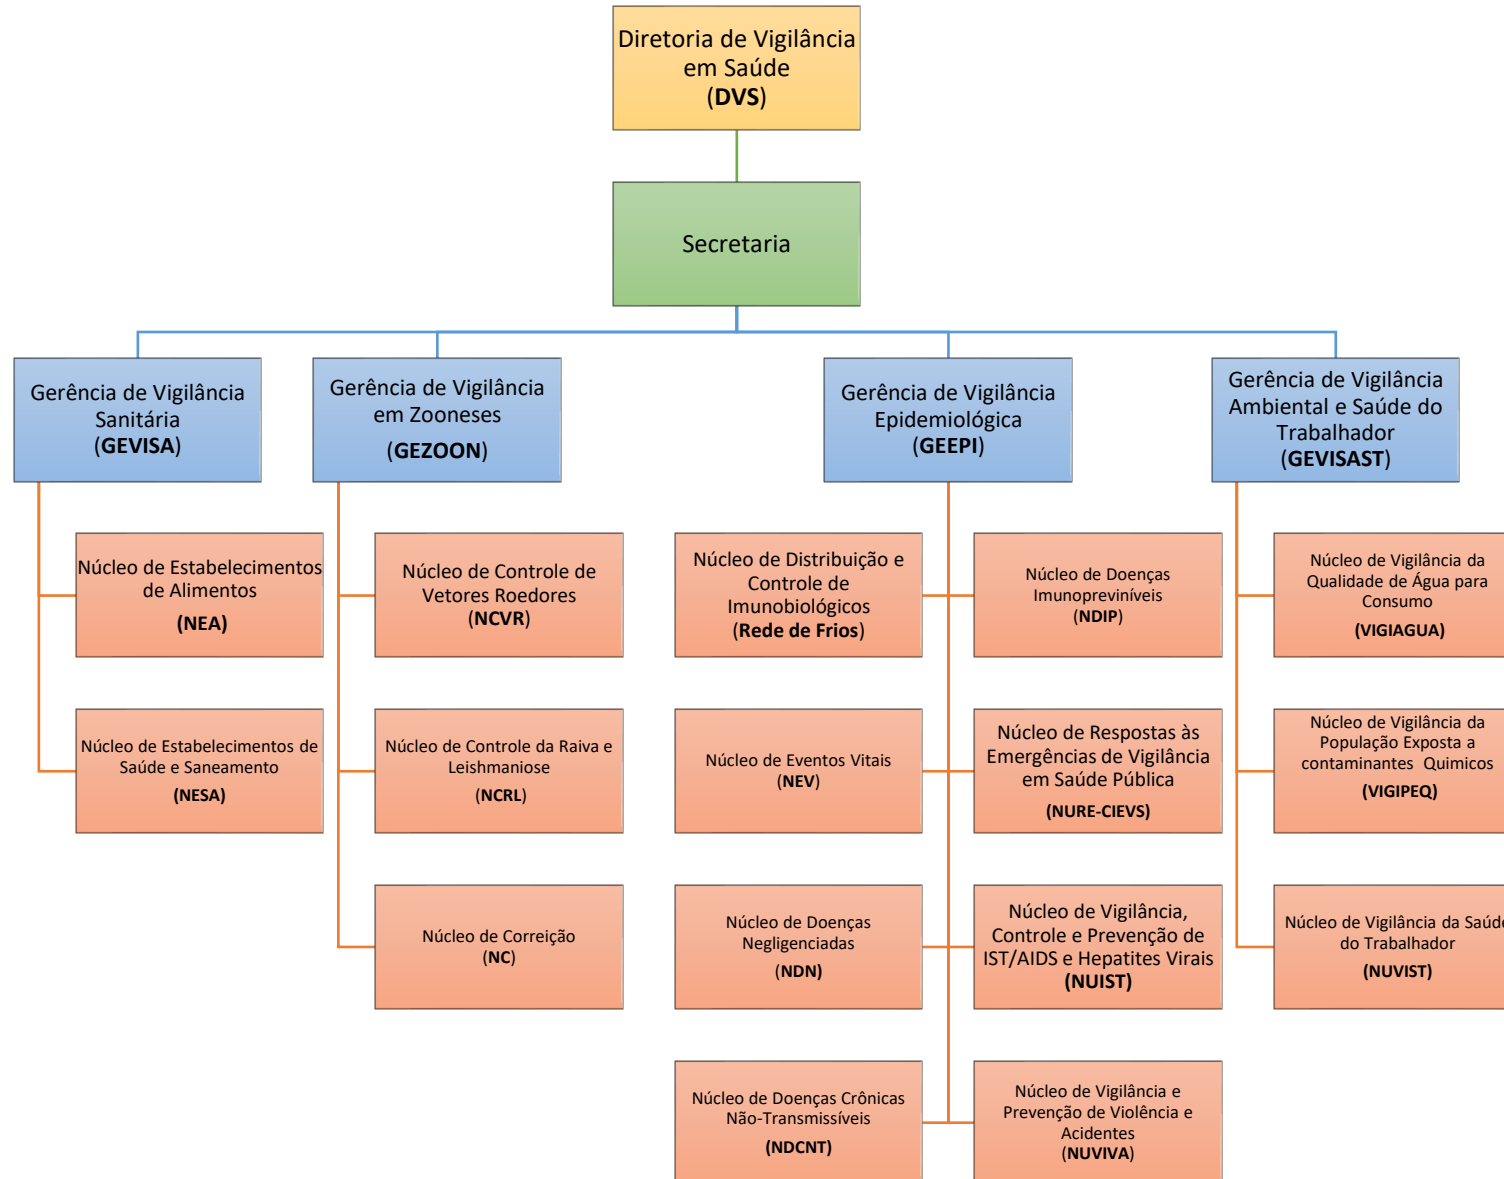 Diretoria de Vigilância
em Saúde
(DVS)
Secretaria
Gerência de Vigilância
Sanitária
(GEVISA)
Gerência de Vigilância
em Zooneses
(GEZOON)
Gerência de Vigilância
Epidemiológica
(GEEPI)
Gerência de Vigilância
Ambiental e Saúde do
Trabalhador
(GEVISAST)
Núcleo de Estabelecimentos
de Alimentos
(NEA)
Núcleo de Controle de
Vetores Roedores
(NCVR)
Núcleo de Distribuição e
Controle de
Imunobiológicos
(Rede de Frios)
Núcleo de Doenças
Imunopreviníveis
(NDIP)
Núcleo de Vigilância da
Qualidade de Água para
Consumo
(VIGIAGUA)
Núcleo de Estabelecimentos de
Saúde e Saneamento
(NESA)
Núcleo de Controle da Raiva e
Leishmaniose
(NCRL)
Núcleo de Eventos Vitais
(NEV)
Núcleo de Respostas às
Emergências de Vigilância
em Saúde Pública
(NURE-CIEVS)
Núcleo de Vigilância da
População Exposta a
contaminantes Quimicos
(VIGIPEQ)
Núcleo de Correição
(NC)
Núcleo de Doenças
Negligenciadas
(NDN)
Núcleo de Vigilância,
Controle e Prevenção de
IST/AIDS e Hepatites Virais
(NUIST)
Núcleo de Vigilância da Saúde
do Trabalhador
(NUVIST)
Núcleo de Doenças Crônicas
Não-Transmissíveis
(NDCNT)
Núcleo de Vigilância e
Prevenção de Violência e
Acidentes
(NUVIVA)